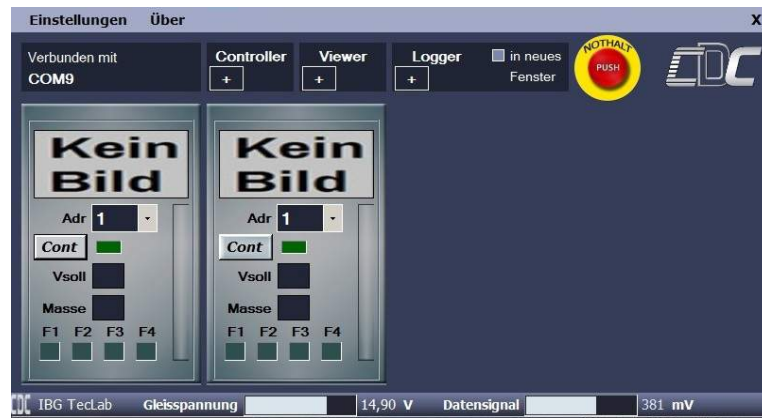 Einstellungen Über X
Verbunden mit
COM9
Controller Viewer Logger
+ + +
in neues
Fenster
NOTHALT
PUSH
CDC
Kein
Bild
Adr 1
Cont
Vsoll
Masse
F1 F2 F3 F4
Kein
Bild
Adr 1
Cont
Vsoll
Masse
F1 F2 F3 F4
CDC IBG TecLab Gleisspannung 14,90 V Datensignal 381 mV